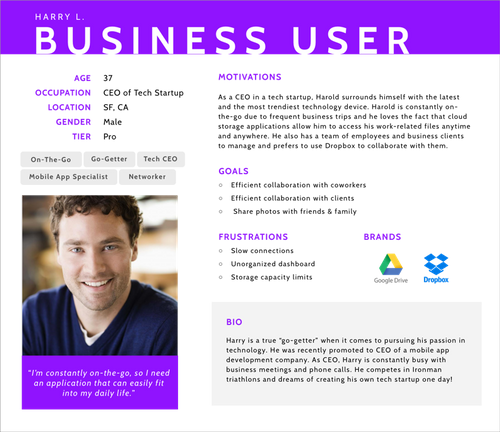 HARRY L.
BUSINESS USER
AGE 37
OCCUPATION CEO of Tech Startup
LOCATION SF, CA
GENDER Male
TIER Pro
On-The-Go Go-Getter Tech CEO
Mobile App Specialist Networker
"I'm constantly on-the-go, so I need
an application that can easily fit
into my daily life."
MOTIVATIONS
As a CEO in a tech startup, Harold surrounds himself with the latest
and the most trendiest technology device. Harold is constantly on-
the-go due to frequent business trips and he loves the fact that cloud
storage applications allow him to access his work-related files anytime
and anywhere. He also has a team of employees and business clients
to manage and prefers to use Dropbox to collaborate with them.
GOALS
○ Efficient collaboration with coworkers
○ Efficient collaboration with clients
○ Share photos with friends & family
FRUSTRATIONS
○ Slow connections
○ Unorganized dashboard
○ Storage capacity limits
BRANDS
Google Drive
Dropbox
BIO
Harry is a true "go-getter" when it comes to pursuing his passion in
technology. He was recently promoted to CEO of a mobile app
development company. As CEO, Harry is constantly busy with
business meetings and phone calls. He competes in Ironman
triathlons and dreams of creating his own tech startup one day!